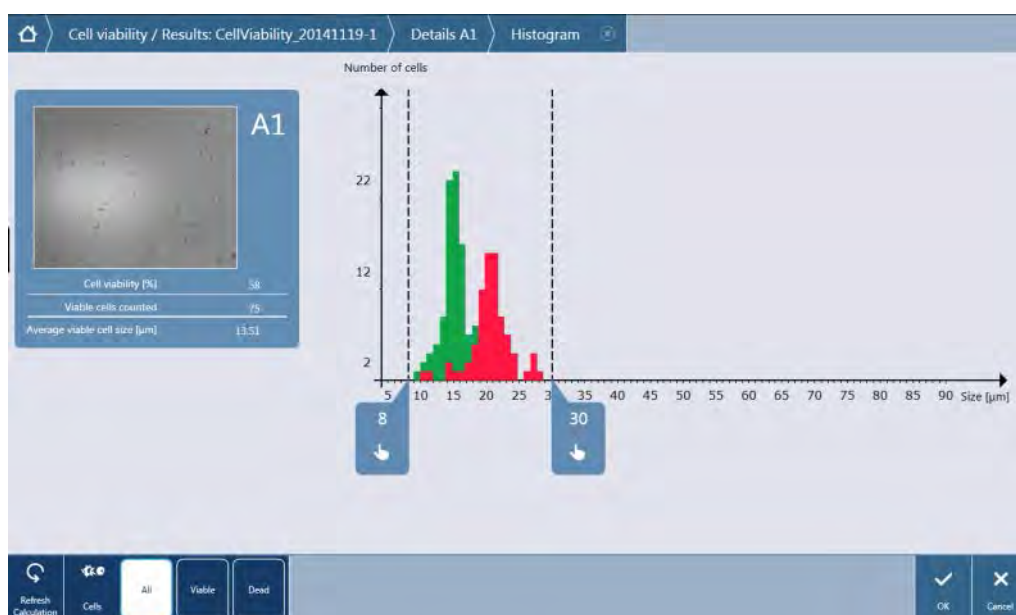 Cell viability / Results: CellViability_20141119-1 Details A1 Histogram
Number of cells
A1
Cell viability [%] 58
Viable cells counted 75
Average viable cell size [µm] 13.51
22
12
2
5 10 15 20 25 3 35 40 45 50 55 60 65 70 75 80 85 90 Size [µm]
8
30
Refresh Calculation
Cells
All
Viable
Dead
OK
Cancel